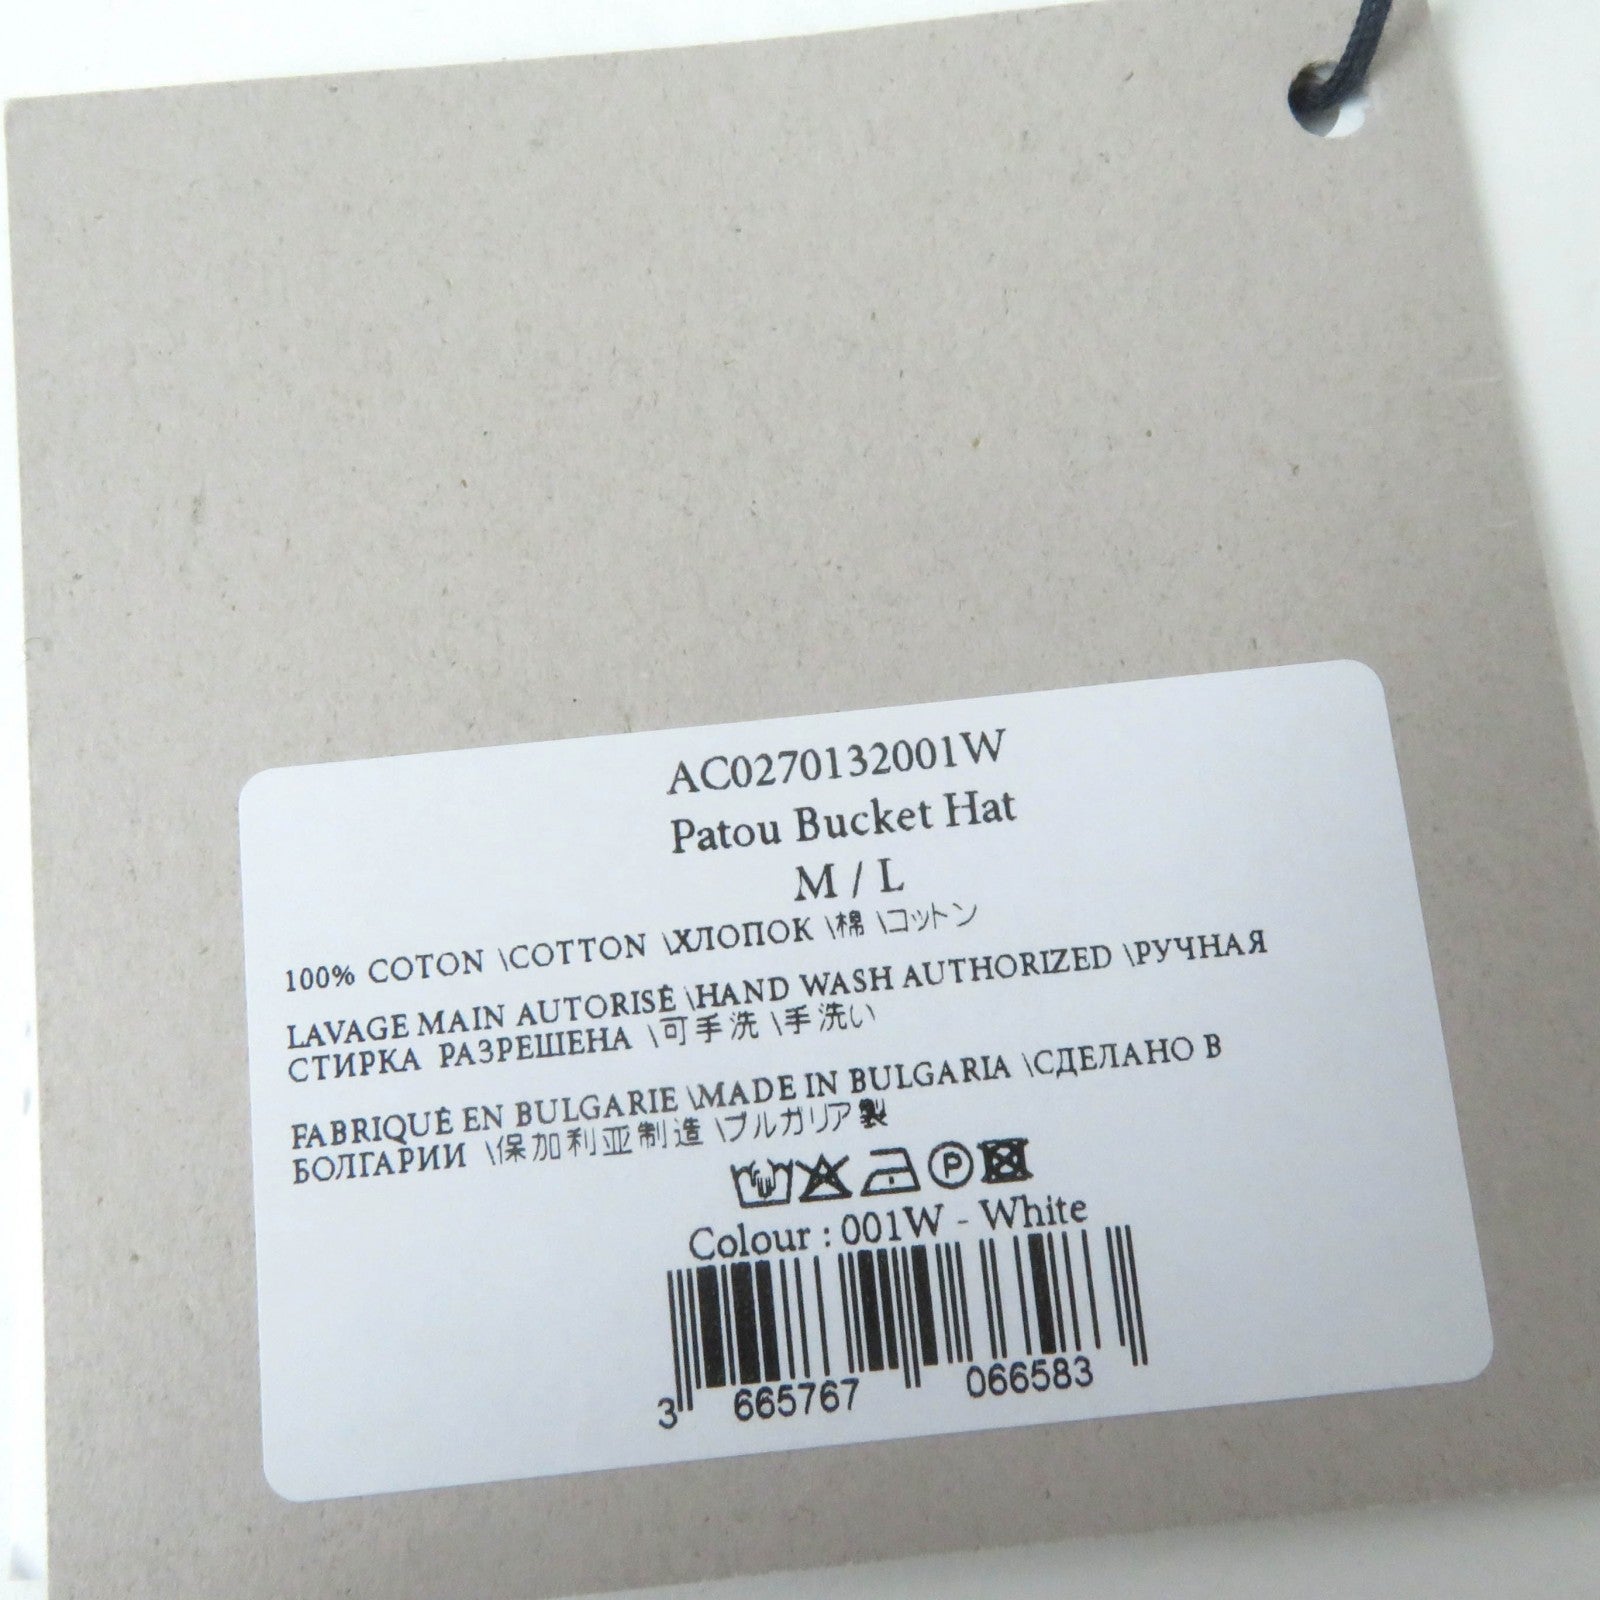 AC0270132001W
Patou Bucket Hat
M / L
100% COTON \COTTON \ХЛОПОК \棉 \コットン
LAVAGE MAIN AUTORISÉ \HAND WASH AUTHORIZED \РУЧНАЯ
СТИРКА РАЗРЕШЕНА \可手洗 \手洗い
FABRIQUÉ EN BULGARIE \MADE IN BULGARIA \СДЕЛАНО В
БОЛГАРИИ \保加利亚制造 \ブルガリア製
P
Colour : 001W - White
3 665767 066583